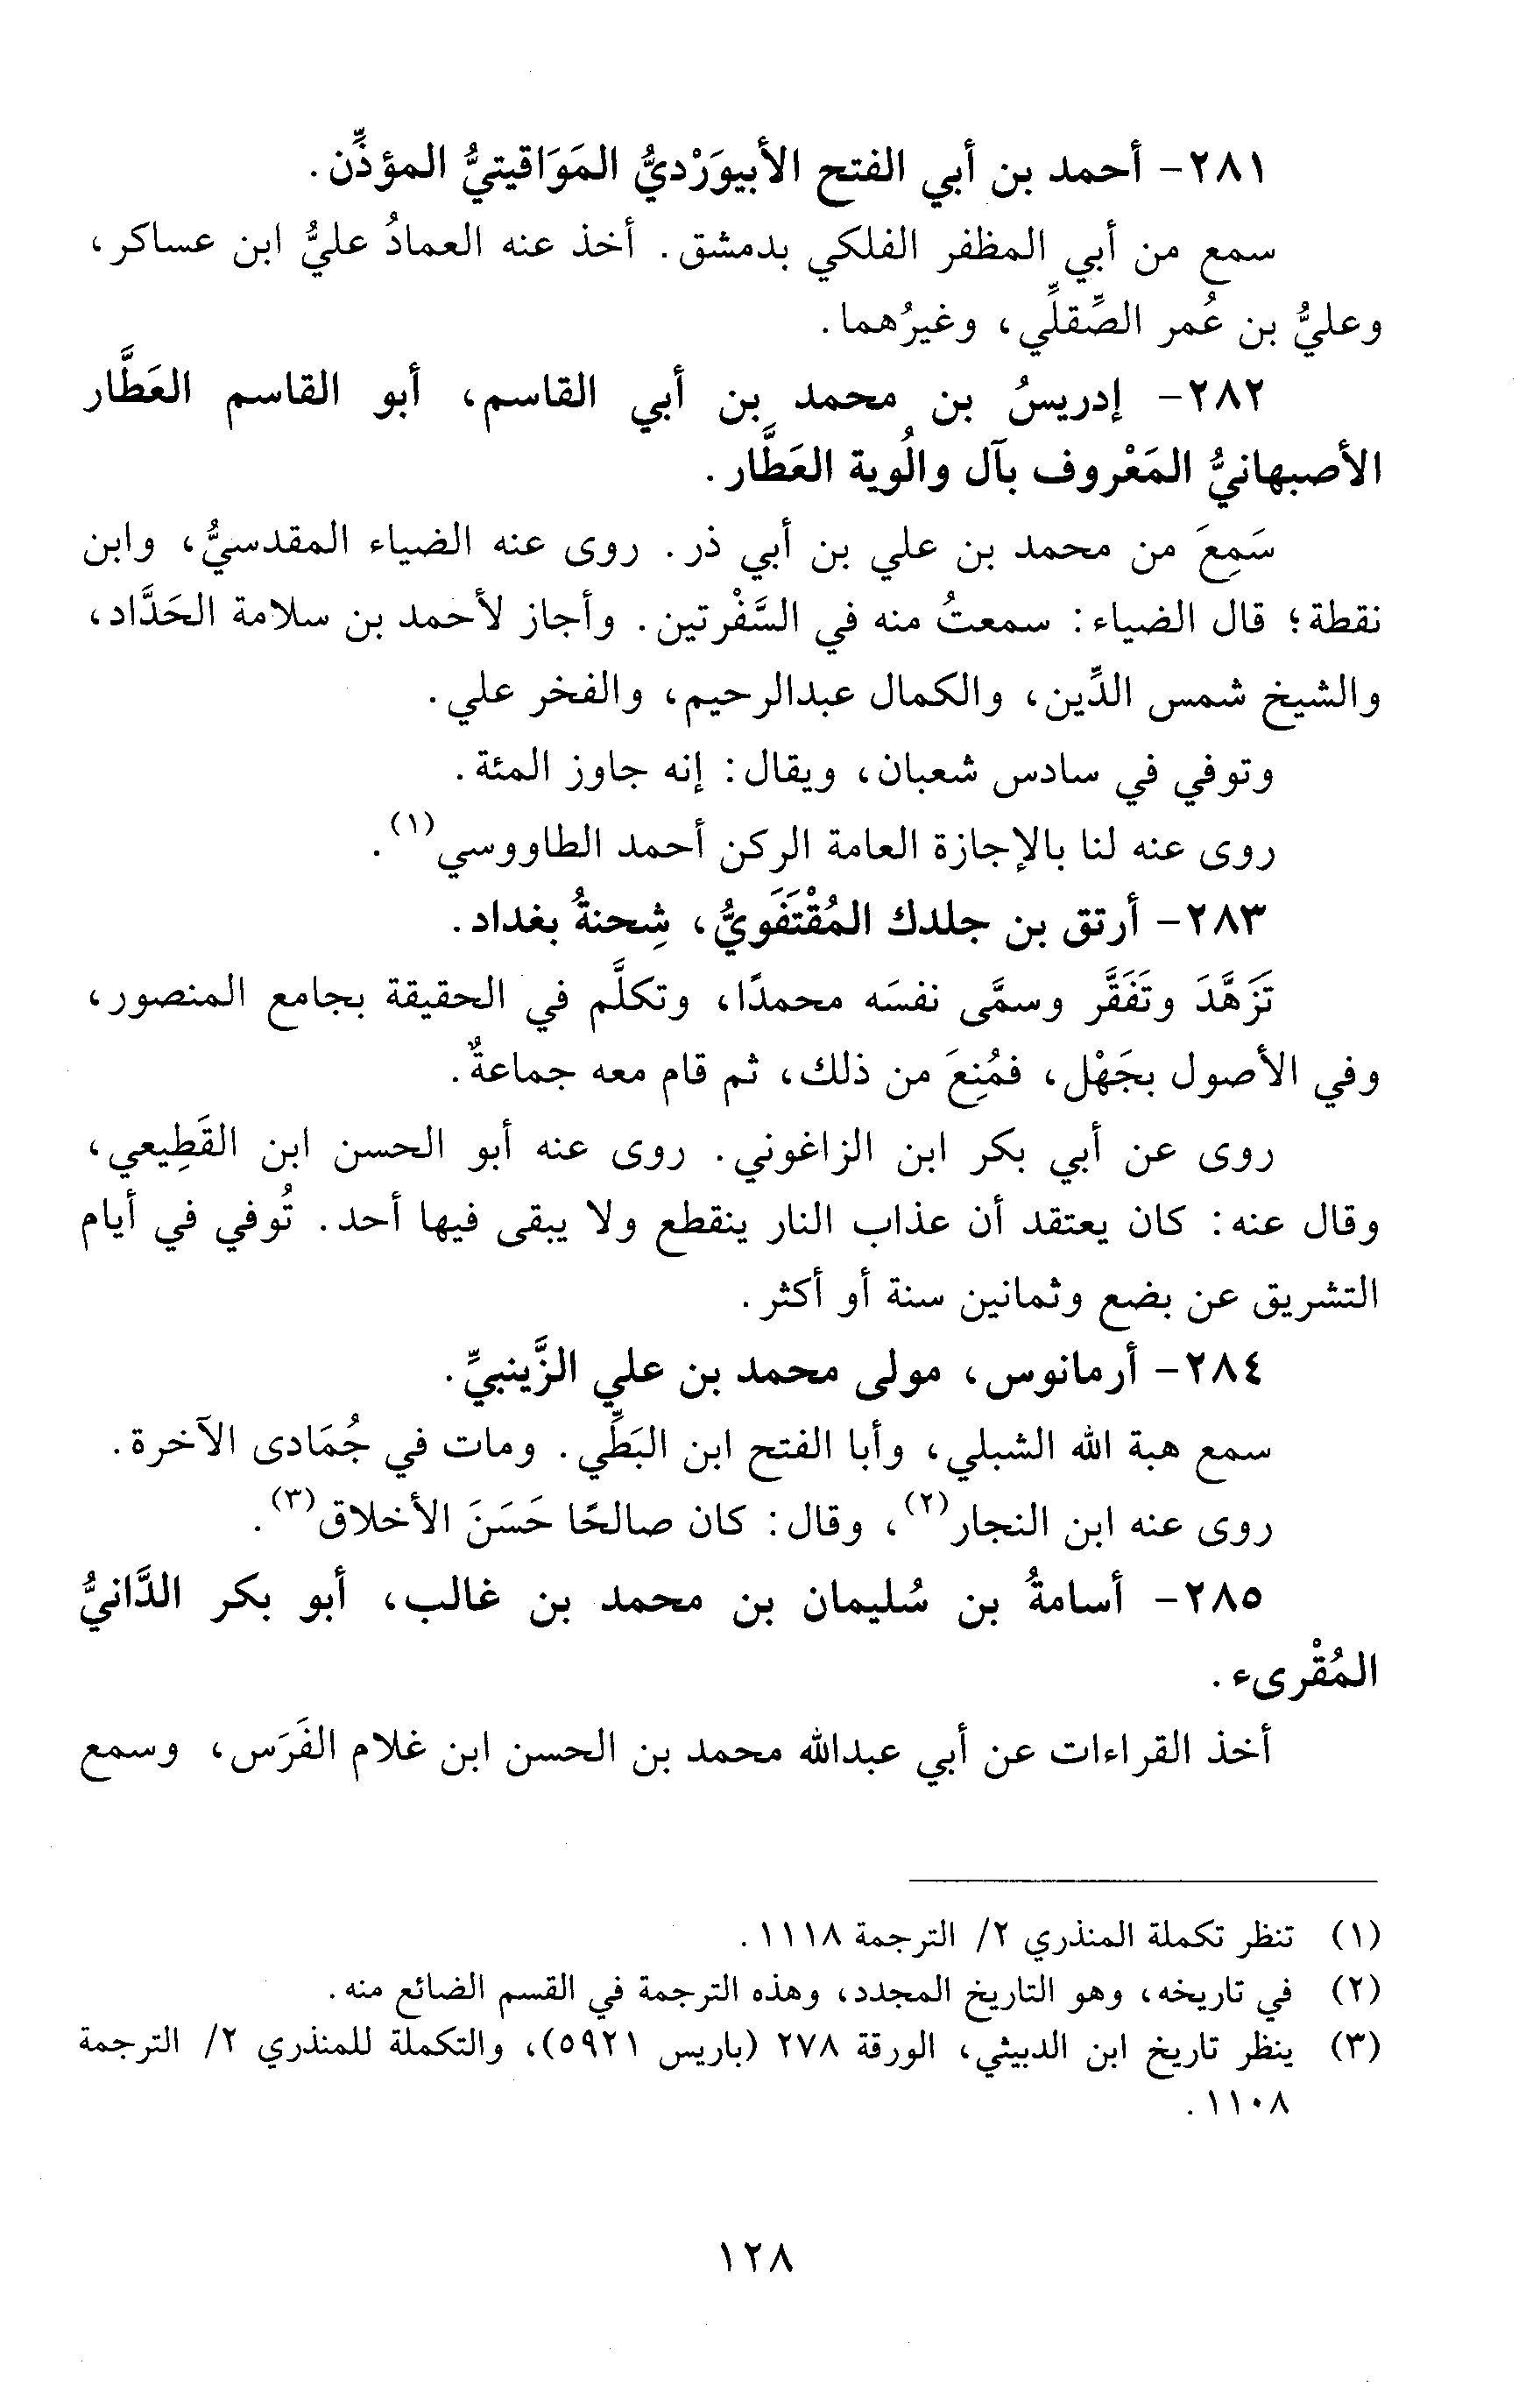 ٢٨١- أحمد بن أبي الفتح الأبيوَرْديُّ المَوَاقيتيُّ المؤذِّن.
سمع من أبي المظفر الفلكي بدمشق. أخذ عنه العمادُ عليُّ ابن عساكر،
وعليُّ بن عُمر الصِّقلِّي، وغيرُهما.
٢٨٢- إدريسُ بن محمد بن أبي القاسم، أبو القاسم العَطَّار
الأصبهانيُّ المَعْروف بآل والُوية العَطَّار.
سَمِعَ من محمد بن علي بن أبي ذر. روى عنه الضياء المقدسيُّ، وابن
نقطة؛ قال الضياء: سمعتُ منه في السَّفْرتين. وأجاز لأحمد بن سلامة الحَدَّاد،
والشيخ شمس الدِّين، والكمال عبدالرحيم، والفخر علي.
وتوفي في سادس شعبان، ويقال: إنه جاوز المئة.
روى عنه لنا بالإجازة العامة الركن أحمد الطاووسي(١).
٢٨٣- أرتق بن جلدك المُقْتَفَويُّ، شِحنةُ بغداد.
تَزَهَّدَ وتَفَقَّر وسمَّى نفسَه محمدًا، وتكلَّم في الحقيقة بجامع المنصور،
وفي الأصول بجَهْل، فمُنِعَ من ذلك، ثم قام معه جماعةٌ.
روى عن أبي بكر ابن الزاغوني. روى عنه أبو الحسن ابن القَطِيعي،
وقال عنه: كان يعتقد أن عذاب النار ينقطع ولا يبقى فيها أحد. تُوفي في أيام
التشريق عن بضع وثمانين سنة أو أكثر.
٢٨٤- أرمانوس، مولى محمد بن علي الزَّينبيِّ.
سمع هبة الله الشبلي، وأبا الفتح ابن البَطِّي. ومات في جُمَادى الآخرة.
روى عنه ابن النجار(٢)، وقال: كان صالحًا حَسَنَ الأخلاق(٣).
٢٨٥- أسامةُ بن سُليمان بن محمد بن غالب، أبو بكر الدَّانيُّ
المُقْرىء.
أخذ القراءات عن أبي عبدالله محمد بن الحسن ابن غلام الفَرَس، وسمع
(١) تنظر تكملة المنذري ٢/ الترجمة ١١١٨.
(٢) في تاريخه، وهو التاريخ المجدد، وهذه الترجمة في القسم الضائع منه.
(٣) ينظر تاريخ ابن الدبيثي، الورقة ٢٧٨ (باريس ٥٩٢١)، والتكملة للمنذري ٢/ الترجمة
١١٠٨.
١٢٨